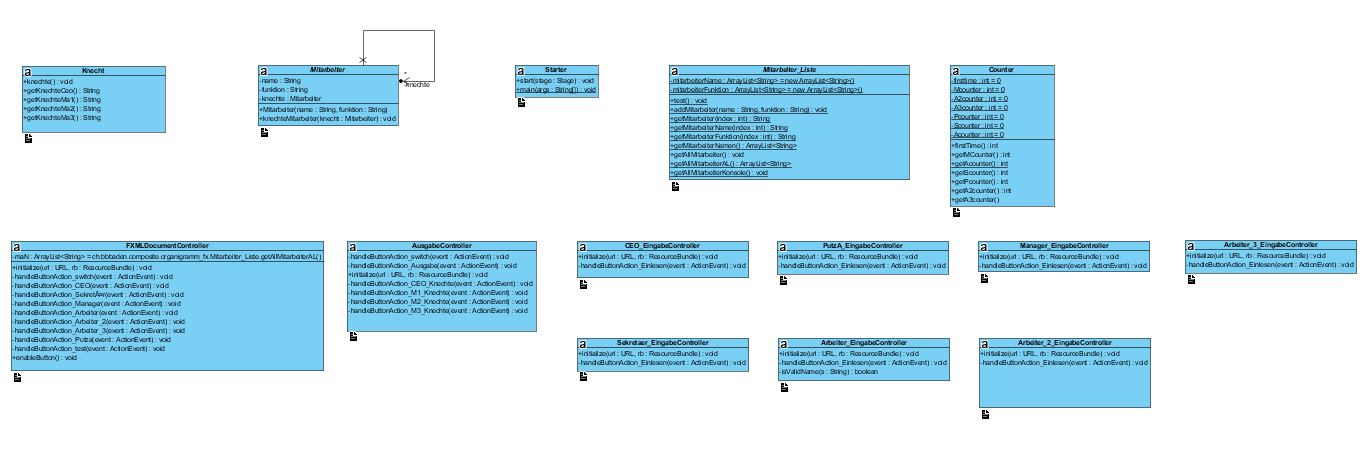 Knecht
+knechte() : void
+getKnechteCeo() : String
+getKnechteMa1() : String
+getKnechteMa2() : String
+getKnechteMa3() : String
Mitarbeiter
-name : String
-funktion : String
-knechte : Mitarbeiter
+Mitarbeiter(name : String, funktion : String)
+knechteMitarbeiter(knecht : Mitarbeiter) : void
*
-knechte
Starter
+start(stage : Stage) : void
+main(args : String[]) : void
Mitarbeiter_Liste
-mitarbeiterName : ArrayList<String> = new ArrayList<String>()
-mitarbeiterFunktion : ArrayList<String> = new ArrayList<String>()
+test() : void
+addMitarbeiter(name : String, funktion : String) : void
+getMitarbeiter(index : int) : String
+getMitarbeiterName(index : int) : String
+getMitarbeiterFunktion(index : int) : String
+getMitarbeiterNamen() : ArrayList<String>
+getAllMitarbeiter() : void
+getAllMitarbeiterAL() : ArrayList<String>
+getAllMitarbeiterKonsole() : void
Counter
-firsttime : int = 0
-Mcounter : int = 0
-A2counter : int = 0
-A3counter : int = 0
-Pcounter : int = 0
-Scounter : int = 0
-Acounter : int = 0
+firstTime() : int
+getMCounter() : int
+getAcounter() : int
+getScounter() : int
+getPcounter() : int
+getA2counter() : int
+getA3counter()
FXMLDocumentController
-maN : ArrayList<String> = ch.bbbaden.composite.organigramm_fx.Mitarbeiter_Liste.getAllMitarbeiterAL()
+initialize(url : URL, rb : ResourceBundle) : void
-handleButtonAction_switch(event : ActionEvent) : void
-handleButtonAction_CEO(event : ActionEvent) : void
-handleButtonAction_SekretÃ¤r(event : ActionEvent) : void
-handleButtonAction_Manager(event : ActionEvent) : void
-handleButtonAction_Arbeiter(event : ActionEvent) : void
-handleButtonAction_Arbeiter_2(event : ActionEvent) : void
-handleButtonAction_Arbeiter_3(event : ActionEvent) : void
-handleButtonAction_Putza(event : ActionEvent) : void
-handleButtonAction_test(event : ActionEvent) : void
+enableButton() : void
AusgabeController
-handleButtonAction_switch(event : ActionEvent) : void
-handleButtonAction_Ausgabe(event : ActionEvent) : void
+initialize(url : URL, rb : ResourceBundle) : void
-handleButtonAction_CEO_Knechte(event : ActionEvent) : void
-handleButtonAction_M1_Knechte(event : ActionEvent) : void
-handleButtonAction_M2_Knechte(event : ActionEvent) : void
-handleButtonAction_M3_Knechte(event : ActionEvent) : void
CEO_EingabeController
+initialize(url : URL, rb : ResourceBundle) : void
-handleButtonAction_Einlesen(event : ActionEvent) : void
PutzA_EingabeController
+initialize(url : URL, rb : ResourceBundle) : void
-handleButtonAction_Einlesen(event : ActionEvent) : void
Manager_EingabeController
+initialize(url : URL, rb : ResourceBundle) : void
-handleButtonAction_Einlesen(event : ActionEvent) : void
Arbeiter_3_EingabeController
+initialize(url : URL, rb : ResourceBundle) : void
-handleButtonAction_Einlesen(event : ActionEvent) : void
Sekretaer_EingabeController
+initialize(url : URL, rb : ResourceBundle) : void
-handleButtonAction_Einlesen(event : ActionEvent) : void
Arbeiter_EingabeController
+initialize(url : URL, rb : ResourceBundle) : void
-handleButtonAction_Einlesen(event : ActionEvent) : void
-isValidName(s : String) : boolean
Arbeiter_2_EingabeController
+initialize(url : URL, rb : ResourceBundle) : void
-handleButtonAction_Einlesen(event : ActionEvent) : void